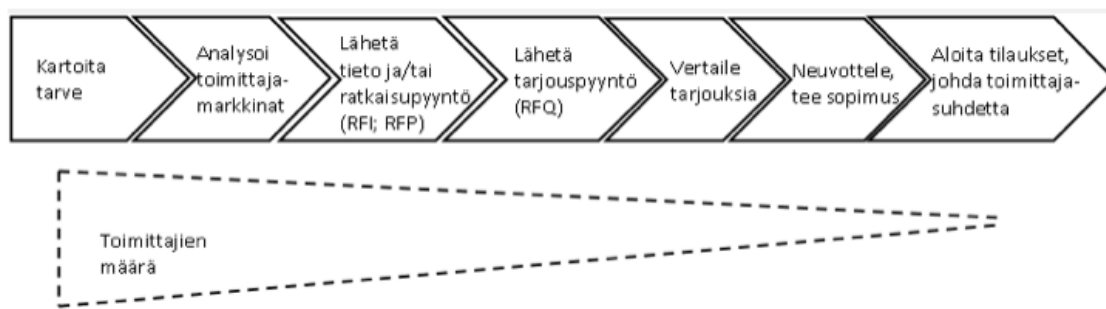 Kartoita
tarve
Analysoi
toimittaja-
markkinat
Lähetä
tieto ja/tai
ratkaisupyyntö
(RFI; RFP)
Lähetä
tarjouspyyntö
(RFQ)
Vertaile
tarjouksia
Neuvottele,
tee sopimus
Aloita tilaukset,
johda toimittaja-
suhdetta
Toimittajien
määrä